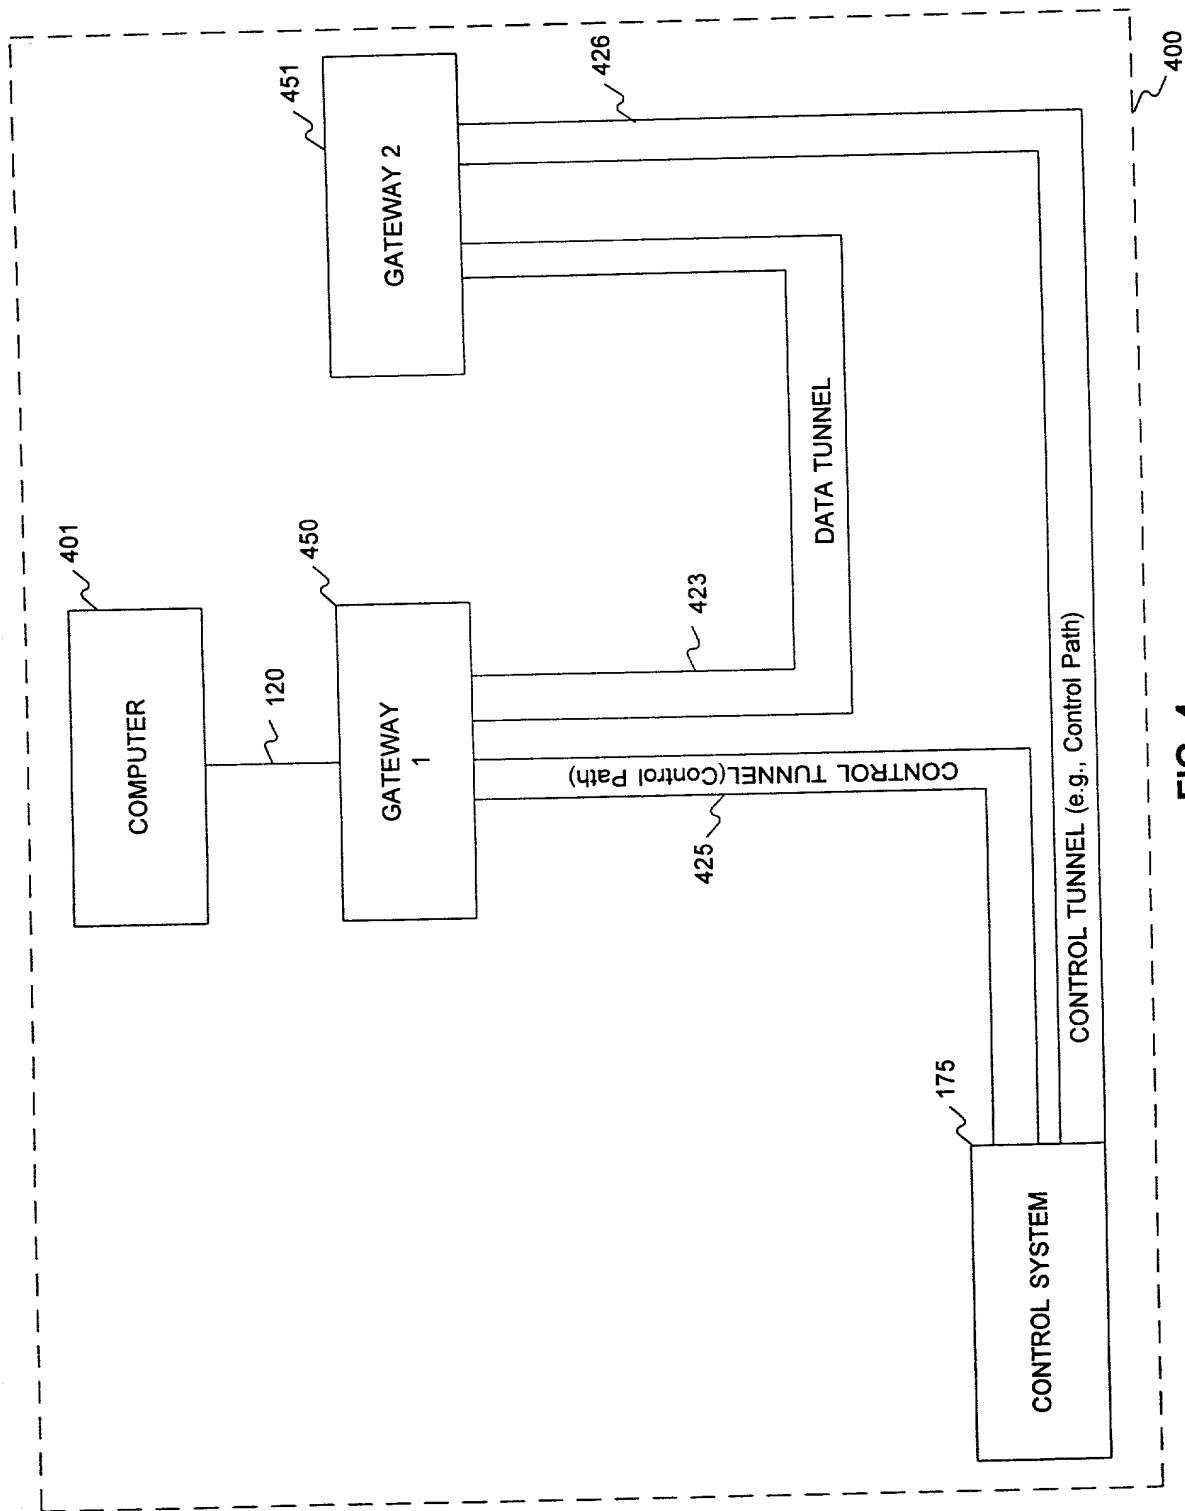 401
COMPUTER
120
450
451
GATEWAY
1
GATEWAY 2
425
423
426
CONTROL TUNNEL(Control Path)
DATA TUNNEL
175
CONTROL SYSTEM
CONTROL TUNNEL (e.g., Control Path)
400